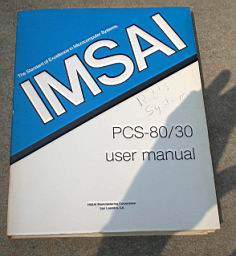 The Standard of Excellence in Microcomputer Systems
IMSAI
System
PCS-80/30
user manual
IMSAI Manufacturing Corporation
San Leandro, CA